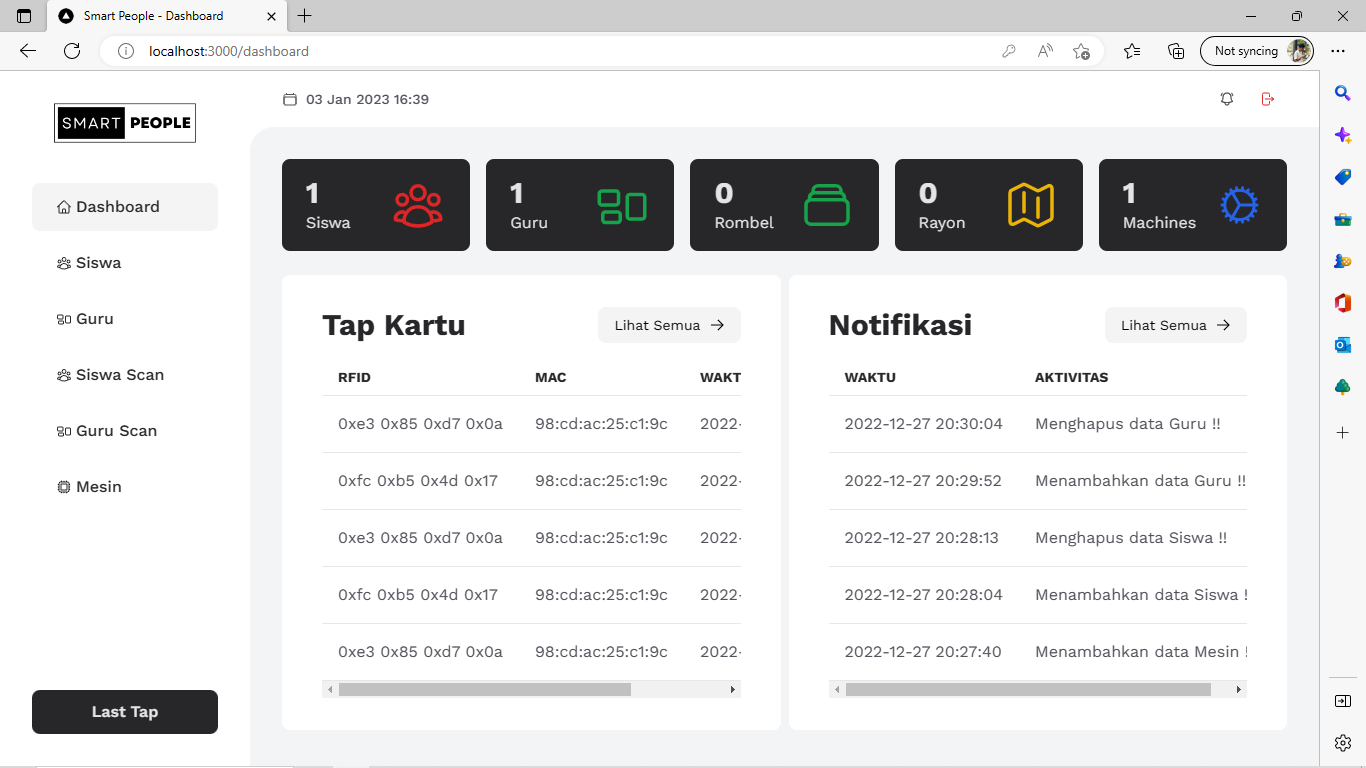 Smart People - Dashboard
localhost:3000/dashboard
Not syncing
SMART PEOPLE
03 Jan 2023 16:39
Dashboard
Siswa
Guru
Siswa Scan
Guru Scan
Mesin
Last Tap
1
Siswa
1
Guru
0
Rombel
0
Rayon
1
Machines
Tap Kartu
Lihat Semua
RFID MAC WAKT
0xe3 0x85 0xd7 0x0a 98:cd:ac:25:c1:9c 2022-
0xfc 0xb5 0x4d 0x17 98:cd:ac:25:c1:9c 2022-
0xe3 0x85 0xd7 0x0a 98:cd:ac:25:c1:9c 2022-
0xfc 0xb5 0x4d 0x17 98:cd:ac:25:c1:9c 2022-
0xe3 0x85 0xd7 0x0a 98:cd:ac:25:c1:9c 2022-
Notifikasi
Lihat Semua
WAKTU AKTIVITAS
2022-12-27 20:30:04 Menghapus data Guru !!
2022-12-27 20:29:52 Menambahkan data Guru !!
2022-12-27 20:28:13 Menghapus data Siswa !!
2022-12-27 20:28:04 Menambahkan data Siswa !
2022-12-27 20:27:40 Menambahkan data Mesin !